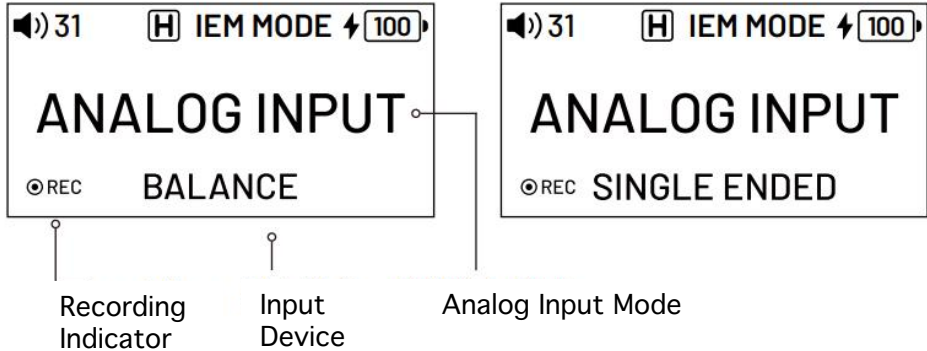 31 H IEM MODE 100
ANALOG INPUT
REC BALANCE
31 H IEM MODE 100
ANALOG INPUT
REC SINGLE ENDED
Recording
Indicator
Input
Device
Analog Input Mode